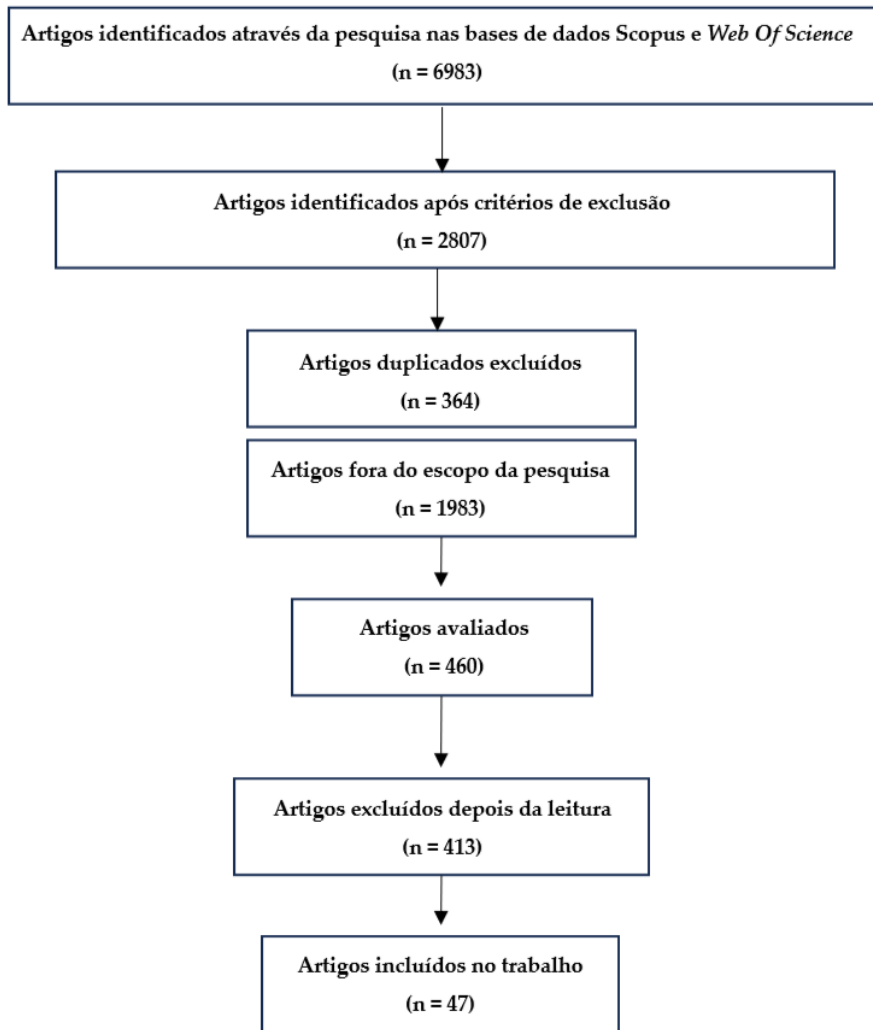 Artigos identificados através da pesquisa nas bases de dados Scopus e Web Of Science
(n = 6983)
Artigos identificados após critérios de exclusão
(n = 2807)
Artigos duplicados excluídos
(n = 364)
Artigos fora do escopo da pesquisa
(n = 1983)
Artigos avaliados
(n = 460)
Artigos excluídos depois da leitura
(n = 413)
Artigos incluídos no trabalho
(n = 47)